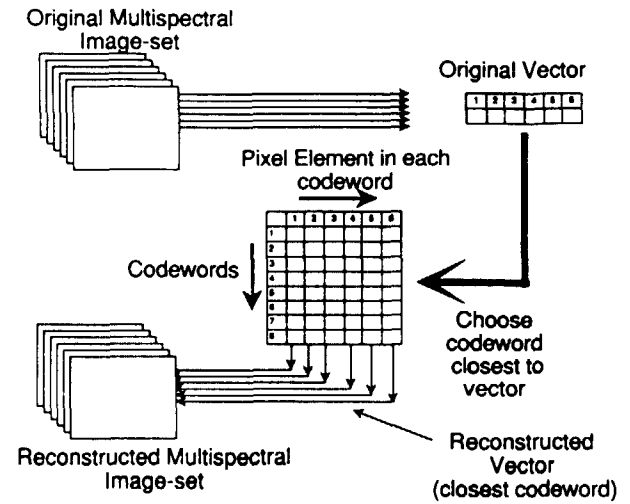 Original Multispectral
Image-set
Original Vector
1 2 3 4 5 6
Pixel Element in each
codeword
1 2 3 4 5 6
1
2
3
4
5
6
7
8
Codewords
Choose
codeword
closest to
vector
Reconstructed Multispectral
Image-set
Reconstructed
Vector
(closest codeword)